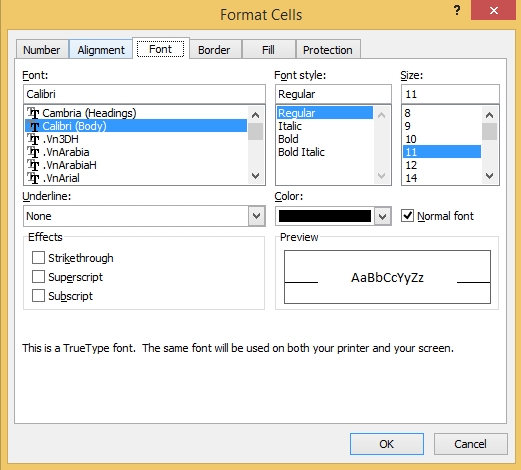 Format Cells
?
Number Alignment Font Border Fill Protection
Font: Font style: Size:
Calibri Regular 11
Cambria (Headings) Regular 8
Calibri (Body) Italic 9
.Vn3DH Bold 10
.VnArabia Bold Italic 11
.VnArabiaH 12
.VnArial 14
Underline: Color:
None Normal font
Effects Preview
Strikethrough
Superscript AaBbCcYyZz
Subscript
This is a TrueType font. The same font will be used on both your printer and your screen.
OK Cancel